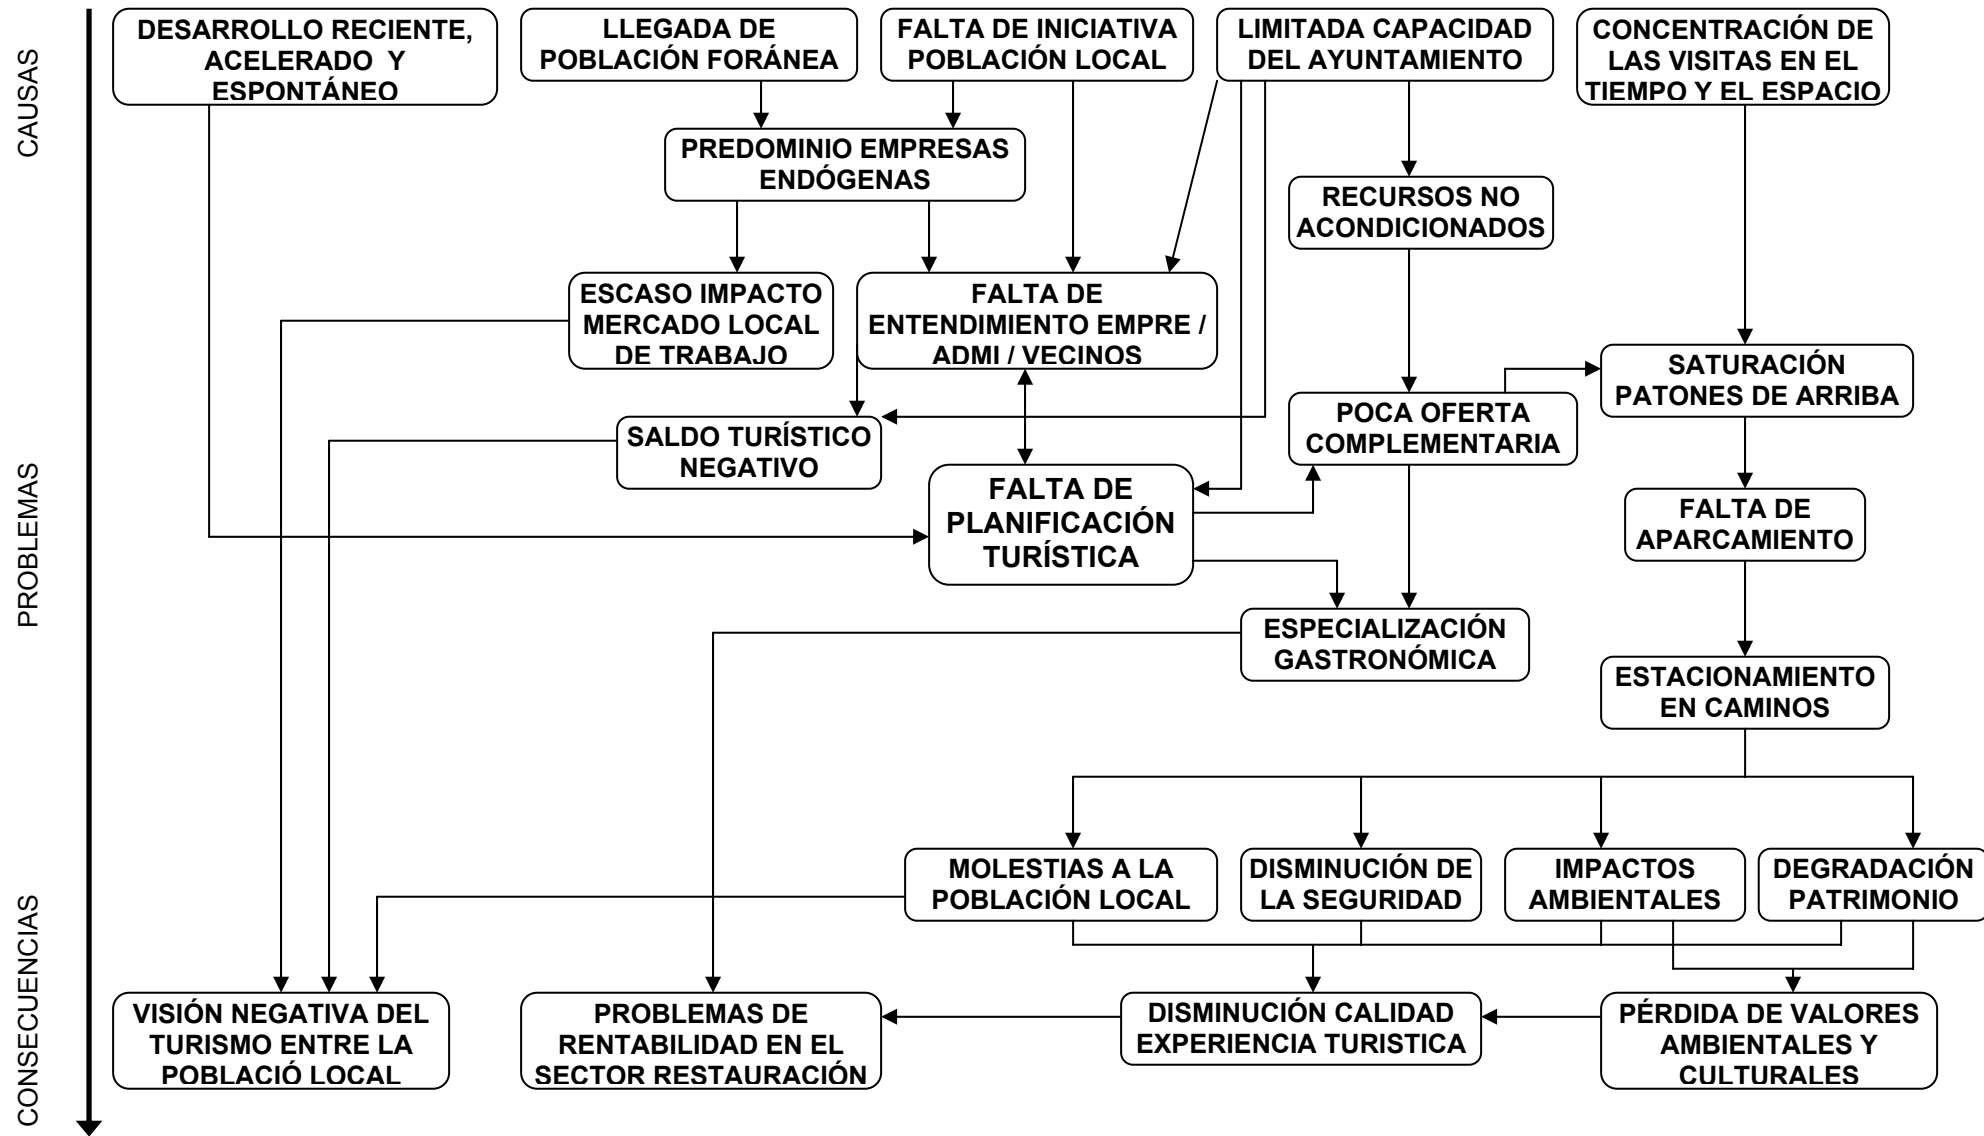 CAUSAS
DESARROLLO RECIENTE,
ACELERADO Y
ESPONTÁNEO
LLEGADA DE
POBLACIÓN FORÁNEA
FALTA DE INICIATIVA
POBLACIÓN LOCAL
LIMITADA CAPACIDAD
DEL AYUNTAMIENTO
CONCENTRACIÓN DE
LAS VISITAS EN EL
TIEMPO Y EL ESPACIO
PREDOMINIO EMPRESAS
ENDÓGENAS
RECURSOS NO
ACONDICIONADOS
ESCASO IMPACTO
MERCADO LOCAL
DE TRABAJO
FALTA DE
ENTENDIMIENTO EMPRE /
ADMI / VECINOS
SATURACIÓN
PATONES DE ARRIBA
POCA OFERTA
COMPLEMENTARIA
SALDO TURÍSTICO
NEGATIVO
PROBLEMAS
FALTA DE
PLANIFICACIÓN
TURÍSTICA
FALTA DE
APARCAMIENTO
ESPECIALIZACIÓN
GASTRONÓMICA
ESTACIONAMIENTO
EN CAMINOS
MOLESTIAS A LA
POBLACIÓN LOCAL
DISMINUCIÓN DE
LA SEGURIDAD
IMPACTOS
AMBIENTALES
DEGRADACIÓN
PATRIMONIO
CONSECUENCIAS
VISIÓN NEGATIVA DEL
TURISMO ENTRE LA
POBLACIÓ LOCAL
PROBLEMAS DE
RENTABILIDAD EN EL
SECTOR RESTAURACIÓN
DISMINUCIÓN CALIDAD
EXPERIENCIA TURISTICA
PÉRDIDA DE VALORES
AMBIENTALES Y
CULTURALES